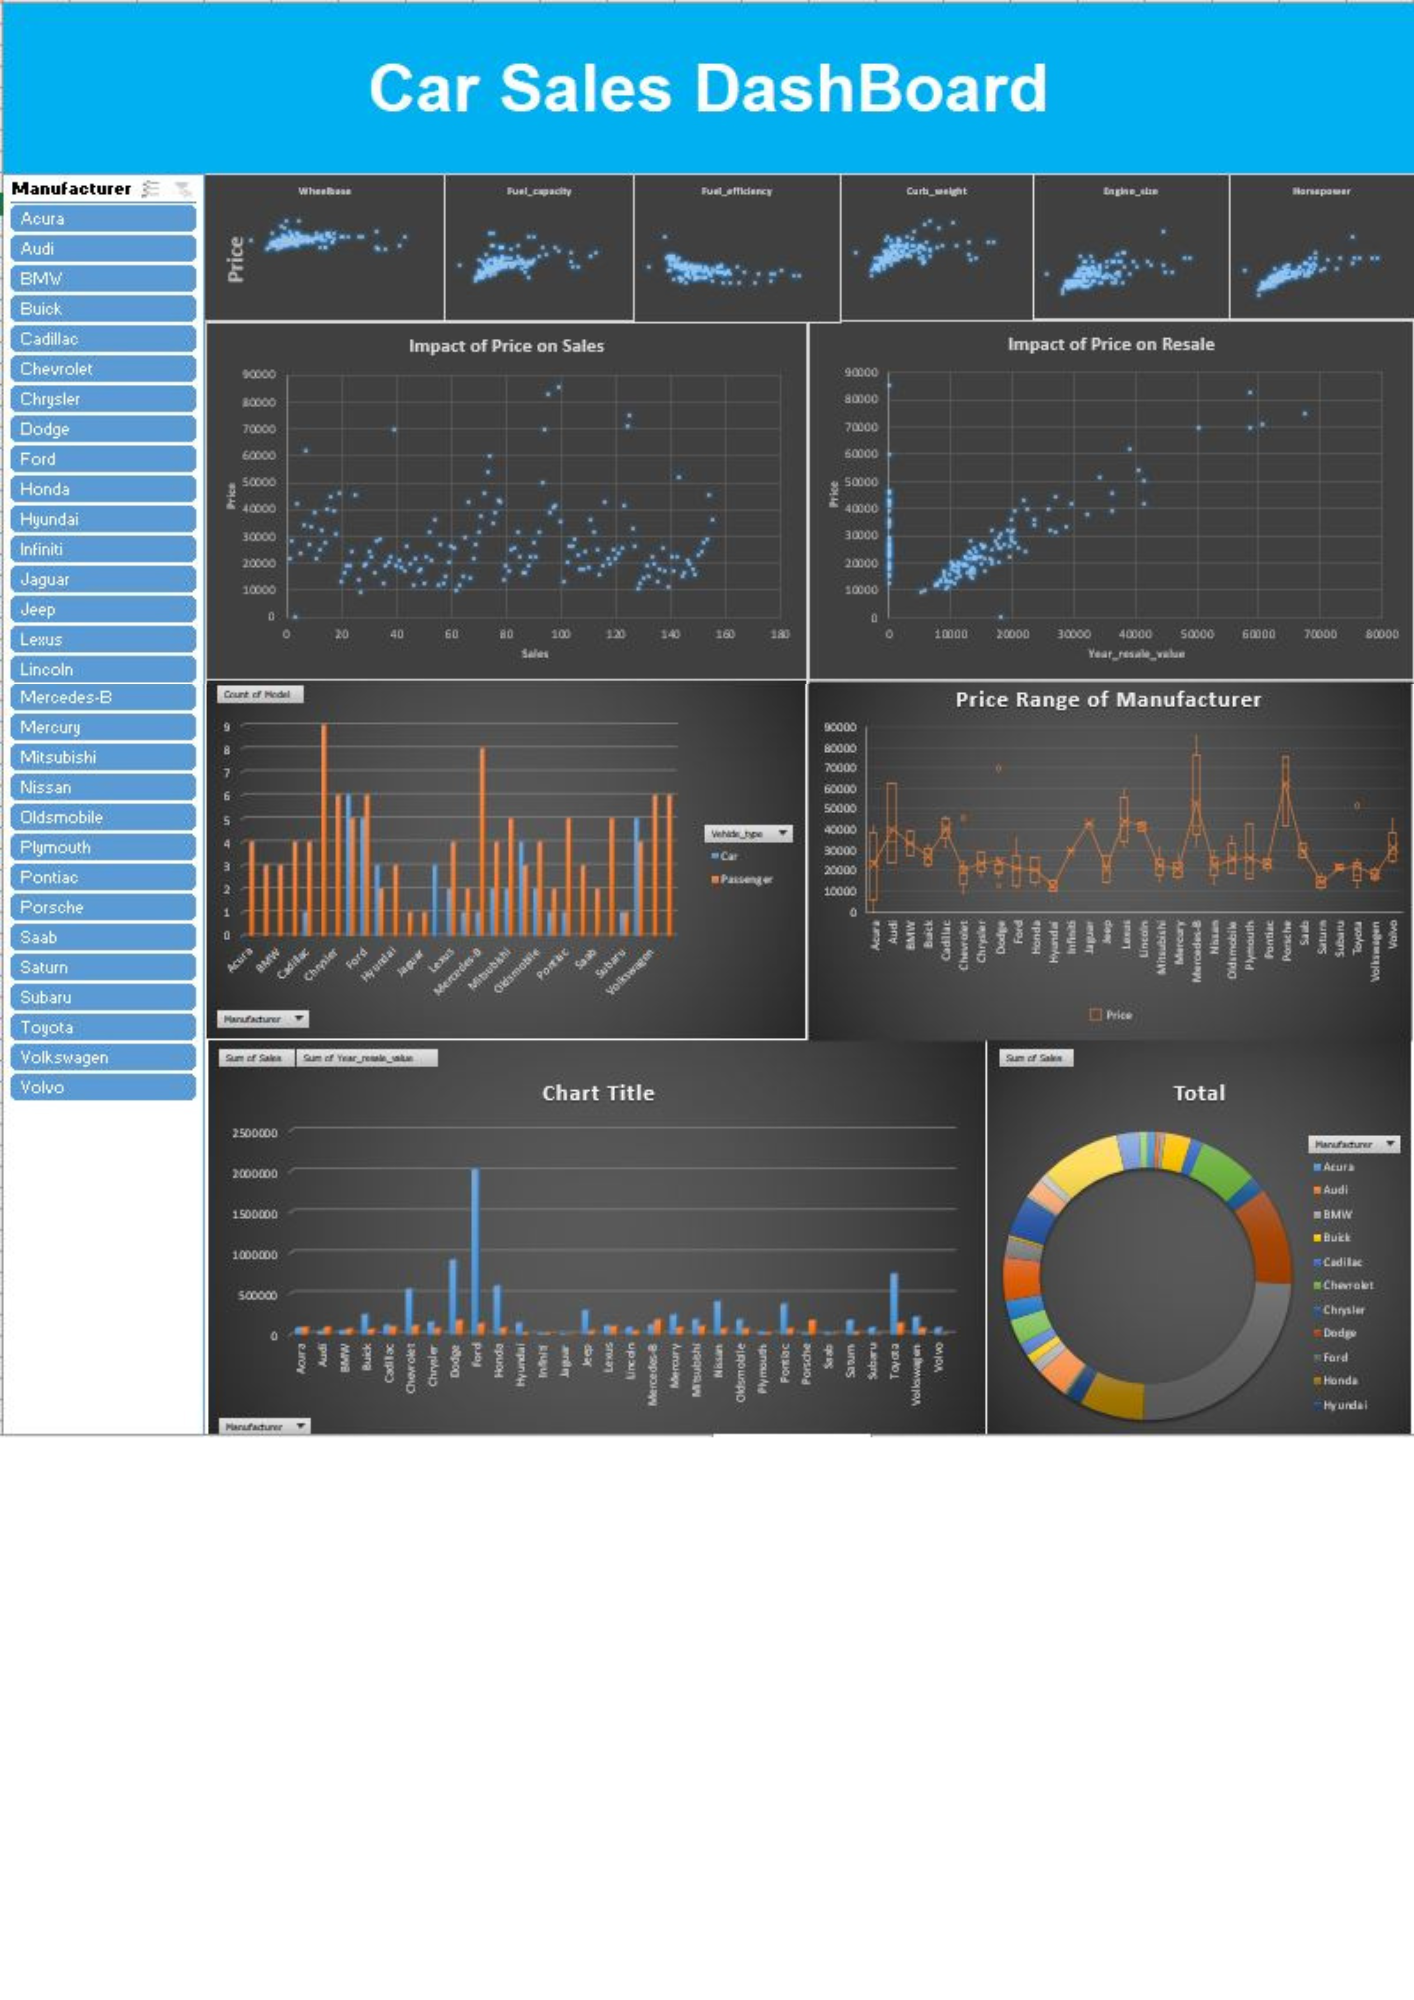 Car Sales DashBoard
Manufacturer
Acura
Audi
BMW
Buick
Cadillac
Chevrolet
Chrysler
Dodge
Ford
Honda
Hyundai
Infiniti
Jaguar
Jeep
Lexus
Lincoln
Mercedes-B
Mercury
Mitsubishi
Nissan
Oldsmobile
Plymouth
Pontiac
Porsche
Saab
Saturn
Subaru
Toyota
Volkswagen
Volvo
Wheelbase
Fuel_capacity
Fuel_efficiency
Curb_weight
Engine_size
Horsepower
Price
Impact of Price on Sales
90000
80000
70000
60000
50000
40000
30000
20000
10000
0
Price
0 20 40 60 80 100 120 140 160 180
Sales
Impact of Price on Resale
90000
80000
70000
60000
50000
40000
30000
20000
10000
0
Price
0 10000 20000 30000 40000 50000 60000 70000 80000
Year_resale_value
Count of Model
9
8
7
6
5
4
3
2
1
0
Acura BMW Cadillac Chrysler Ford Hyundai Jaguar Lexus Mercedes-B Mitsubishi Oldsmobile Pontiac Saab Subaru Volkswagen
Vehicle_type
Car
Passenger
Manufacturer
Price Range of Manufacturer
90000
80000
70000
60000
50000
40000
30000
20000
10000
0
Acura Audi BMW Buick Cadillac Chevrolet Chrysler Dodge Ford Honda Hyundai Infiniti Jaguar Jeep Lexus Lincoln Mitsubishi Mercury Mercedes-B Nissan Oldsmobile Plymouth Pontiac Porsche Saab Saturn Subaru Toyota Volkswagen Volvo
Price
Sum of Sales Sum of Year_resale_value
Chart Title
2500000
2000000
1500000
1000000
500000
0
Acura Audi BMW Buick Cadillac Chevrolet Chrysler Dodge Ford Honda Hyundai Infiniti Jaguar Jeep Lexus Lincoln Mercedes-B Mercury Mitsubishi Nissan Oldsmobile Plymouth Pontiac Porsche Saab Saturn Subaru Toyota Volkswagen Volvo
Manufacturer
Sum of Sales
Total
Manufacturer
Acura
Audi
BMW
Buick
Cadillac
Chevrolet
Chrysler
Dodge
Ford
Honda
Hyundai